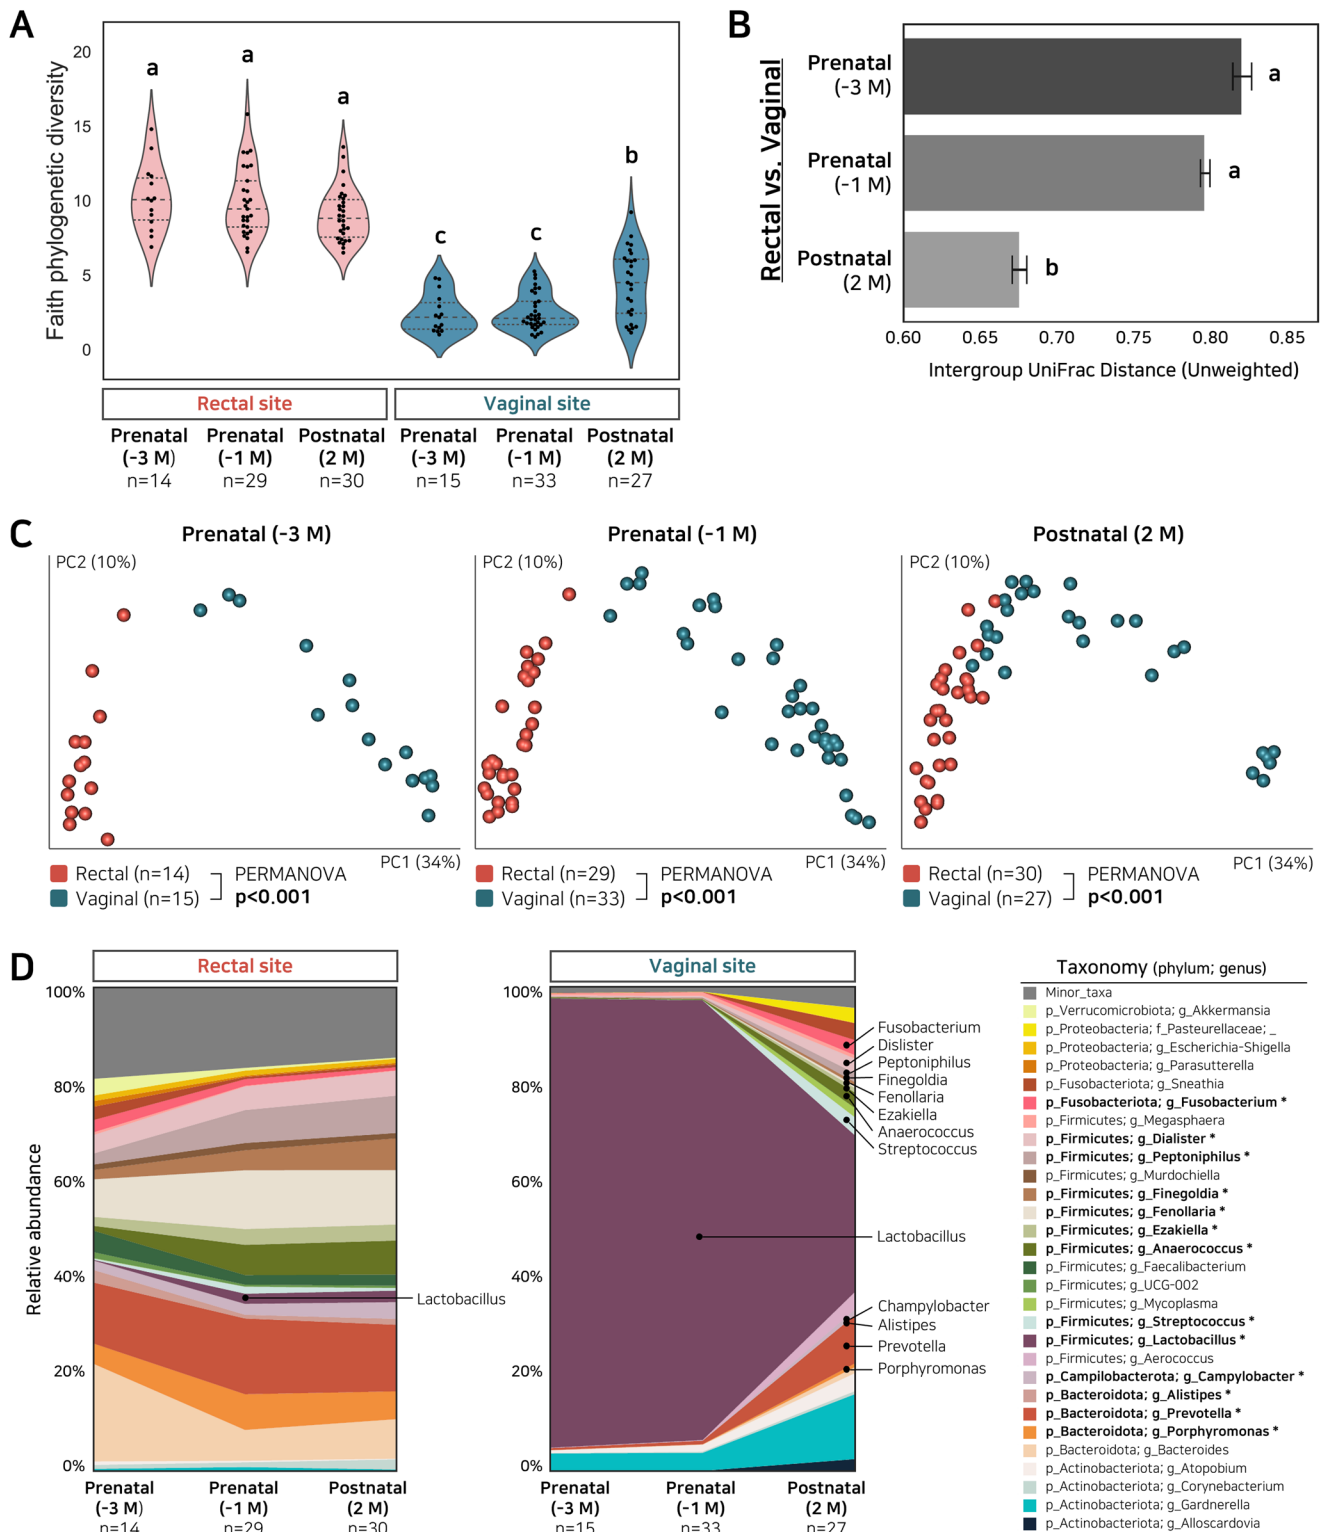 A
Faith phylogenetic diversity
20
15
10
5
0
a
a
a
c
c
b
Rectal site
Vaginal site
Prenatal
(-3 M)
n=14
Prenatal
(-1 M)
n=29
Postnatal
(2 M)
n=30
Prenatal
(-3 M)
n=15
Prenatal
(-1 M)
n=33
Postnatal
(2 M)
n=27
B
Rectal vs. Vaginal
Prenatal
(-3 M)
a
Prenatal
(-1 M)
a
Postnatal
(2 M)
b
0.60
0.65
0.70
0.75
0.80
0.85
Intergroup UniFrac Distance (Unweighted)
C
Prenatal (-3 M)
PC2 (10%)
PC1 (34%)
Rectal (n=14)
Vaginal (n=15)
PERMANOVA
p<0.001
Prenatal (-1 M)
PC2 (10%)
PC1 (34%)
Rectal (n=29)
Vaginal (n=33)
PERMANOVA
p<0.001
Postnatal (2 M)
PC2 (10%)
PC1 (34%)
Rectal (n=30)
Vaginal (n=27)
PERMANOVA
p<0.001
D
Relative abundance
Rectal site
100%
80%
60%
40%
20%
0%
Lactobacillus
Prenatal
(-3 M)
n=14
Prenatal
(-1 M)
n=29
Postnatal
(2 M)
n=30
Vaginal site
100%
80%
60%
40%
20%
0%
Fusobacterium
Dislister
Peptoniphilus
Finegoldia
Fenollaria
Ezakiella
Anaerococcus
Streptococcus
Lactobacillus
Champylobacter
Alistipes
Prevotella
Porphyromonas
Prenatal
(-3 M)
n=15
Prenatal
(-1 M)
n=33
Postnatal
(2 M)
n=27
Taxonomy (phylum; genus)
Minor_taxa
p_Verrucomicrobiota; g_Akkermansia
p_Proteobacteria; f_Pasteurellaceae; _
p_Proteobacteria; g_Escherichia-Shigella
p_Proteobacteria; g_Parasutterella
p_Fusobacteriota; g_Sneathia
p_Fusobacteriota; g_Fusobacterium *
p_Firmicutes; g_Megasphaera
p_Firmicutes; g_Dialister *
p_Firmicutes; g_Peptoniphilus *
p_Firmicutes; g_Murdochiella
p_Firmicutes; g_Finegoldia *
p_Firmicutes; g_Fenollaria *
p_Firmicutes; g_Ezakiella *
p_Firmicutes; g_Anaerococcus *
p_Firmicutes; g_Faecalibacterium
p_Firmicutes; g_UCG-002
p_Firmicutes; g_Mycoplasma
p_Firmicutes; g_Streptococcus *
p_Firmicutes; g_Lactobacillus *
p_Firmicutes; g_Aerococcus
p_Campilobacterota; g_Campylobacter *
p_Bacteroidota; g_Alistipes *
p_Bacteroidota; g_Prevotella *
p_Bacteroidota; g_Porphyromonas *
p_Bacteroidota; g_Bacteroides
p_Actinobacteriota; g_Atopobium
p_Actinobacteriota; g_Corynebacterium
p_Actinobacteriota; g_Gardnerella
p_Actinobacteriota; g_Alloscardovia